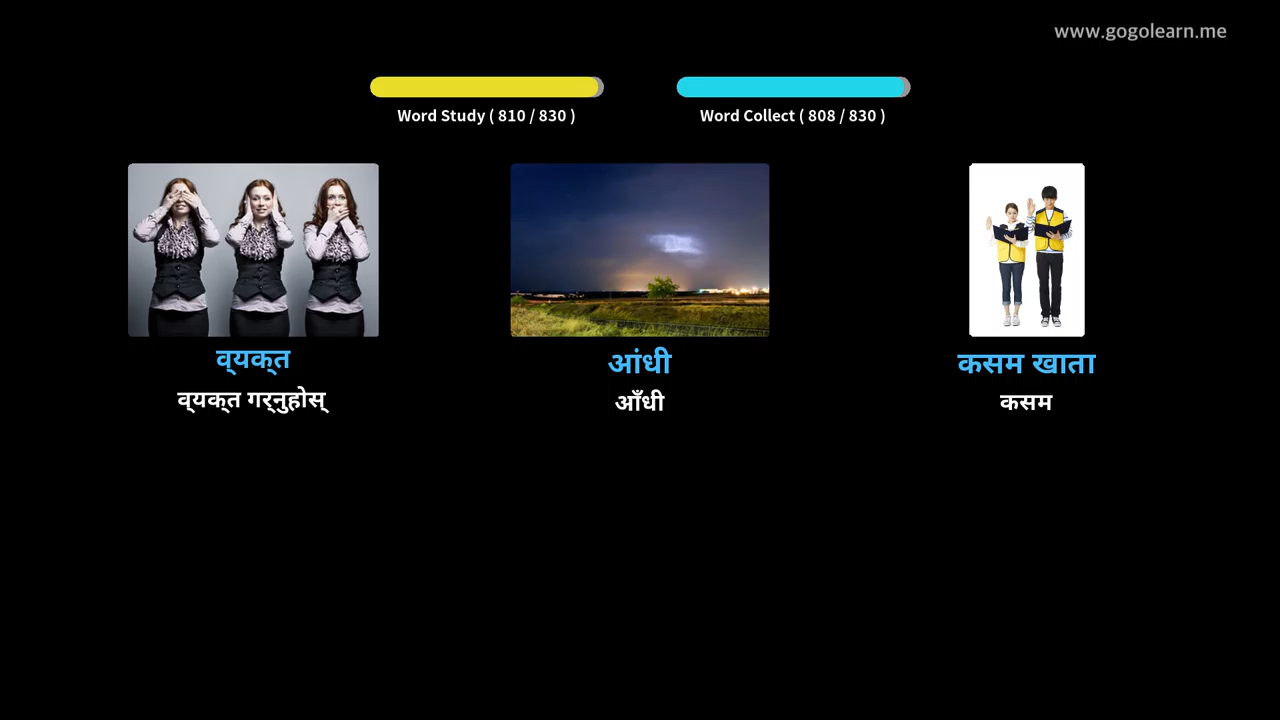 www.gogolearn.me
Word Study ( 810 / 830 )
Word Collect ( 808 / 830 )
व्यक्त
आंधी
कसम खाता
व्यक्त गर्नुहोस्
आँधी
कसम